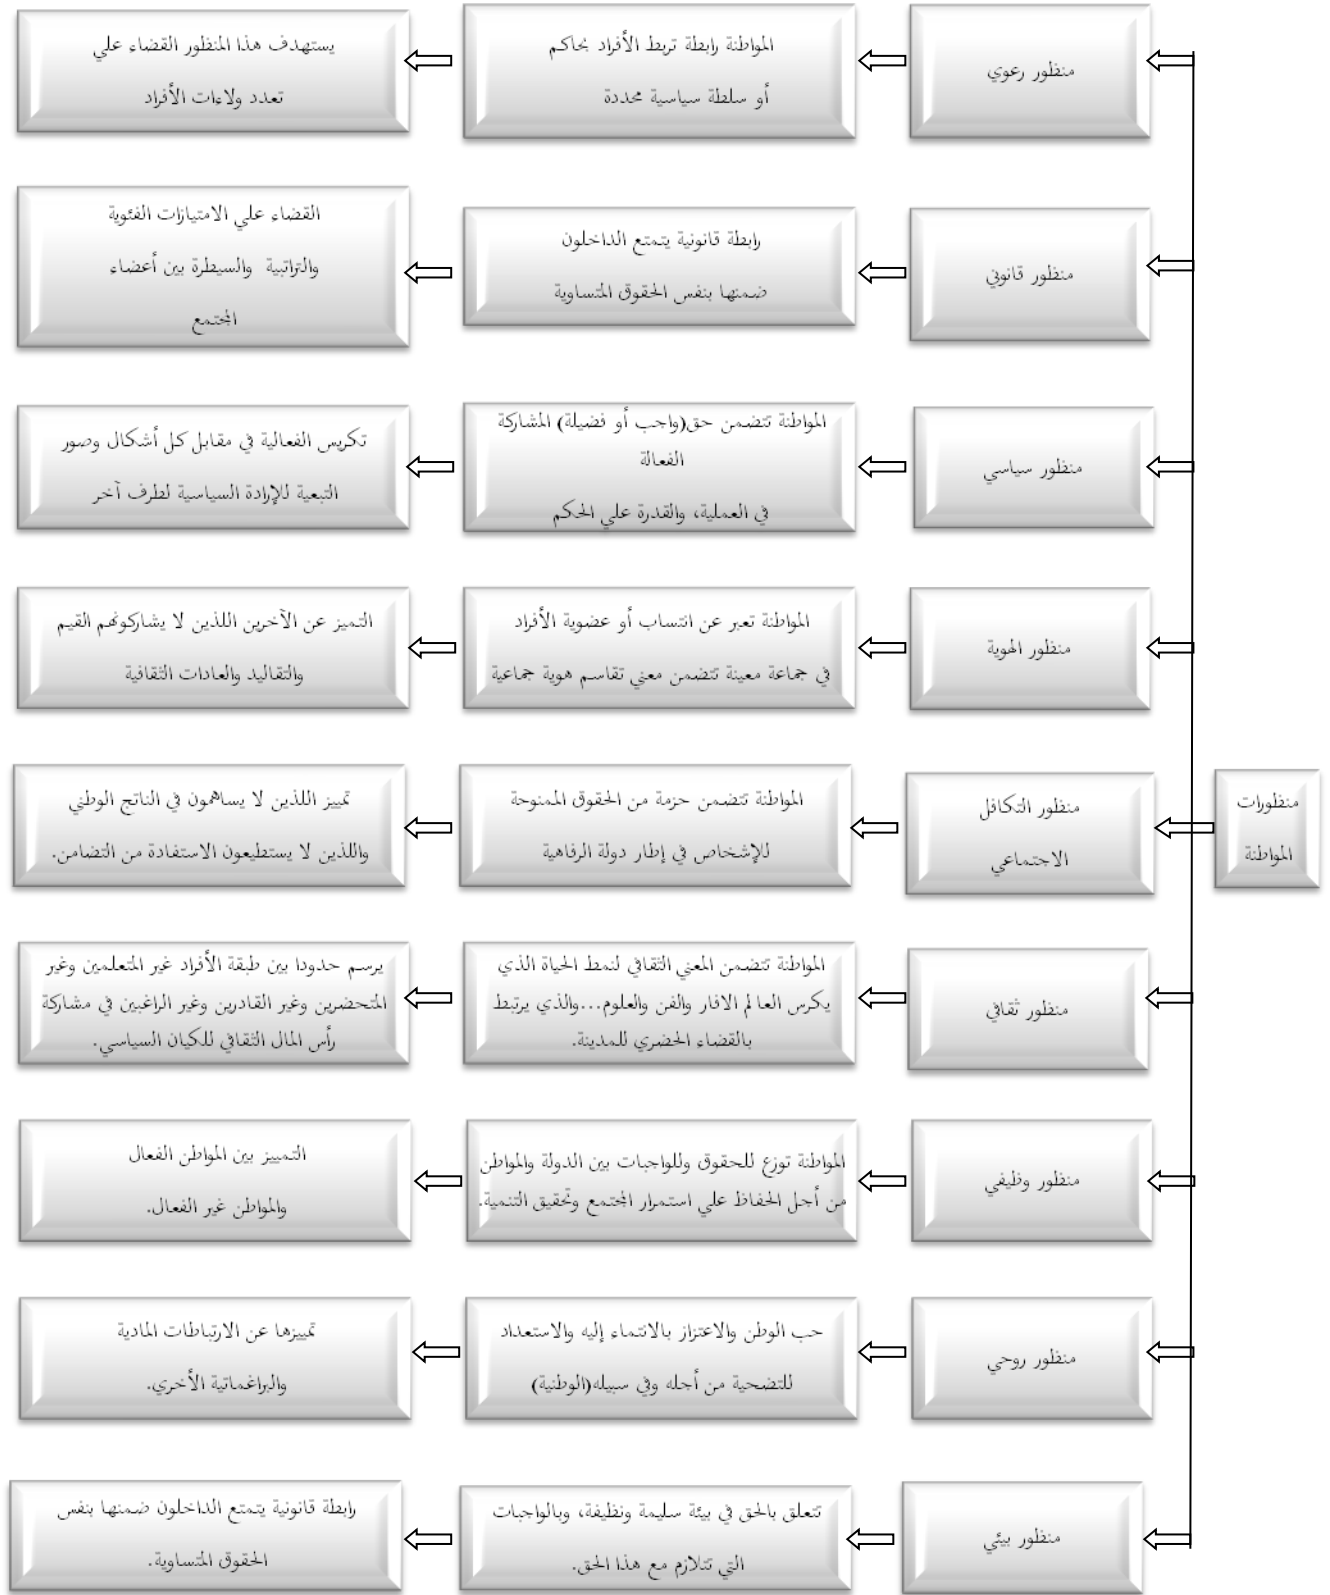 منظورات
المواطنة
منظور رعوي
المواطنة رابطة تربط الأفراد بحاكم
أو سلطة سياسية محددة
يستهدف هذا المنظور القضاء علي
تعدد ولاءات الأفراد
منظور قانوني
رابطة قانونية يتمتع الداخلون
ضمنها بنفس الحقوق المتساوية
القضاء علي الامتيازات الفئوية
والتراتبية والسيطرة بين أعضاء
المجتمع
منظور سياسي
المواطنة تتضمن حق(واجب أو فضيلة) المشاركة
الفعالة
في العملية، والقدرة علي الحكم
تكريس الفعالية في مقابل كل أشكال وصور
التبعية للإرادة السياسية لطرف آخر
منظور الهوية
المواطنة تعبر عن انتساب أو عضوية الأفراد
في جماعة معينة تتضمن معني تقاسم هوية جماعية
التميز عن الآخرين اللذين لا يشاركونهم القيم
والتقاليد والعادات الثقافية
منظور التكافل
الاجتماعي
المواطنة تتضمن حزمة من الحقوق الممنوحة
للإشخاص في إطار دولة الرفاهية
تمييز اللذين لا يساهمون في الناتج الوطني
واللذين لا يستطيعون الاستفادة من التضامن.
منظور ثقافي
المواطنة تتضمن المعني الثقافي لنمط الحياة الذي
يكرس العالم الافار والفن والعلوم...والذي يرتبط
بالفضاء الحضري للمدينة.
يرسم حدودا بين طبقة الأفراد غير المتعلمين وغير
المتحضرين وغير القادرين وغير الراغبين في مشاركة
رأس المال الثقافي للكيان السياسي.
منظور وظيفي
المواطنة توزع للحقوق وللواجبات بين الدولة والمواطن
من أجل الحفاظ علي استمرار المجتمع وتحقيق التنمية.
التمييز بين المواطن الفعال
والمواطن غير الفعال.
منظور روحي
حب الوطن والاعتزاز بالانتماء إليه والاستعداد
للتضحية من أجله وفي سبيله(الوطنية)
تمييزها عن الارتباطات المادية
والبراغماتية الأخري.
منظور بيئي
تتعلق بالحق في بيئة سليمة ونظيفة، وبالواجبات
التي تتلازم مع هذا الحق.
رابطة قانونية يتمتع الداخلون ضمنها بنفس
الحقوق المتساوية.